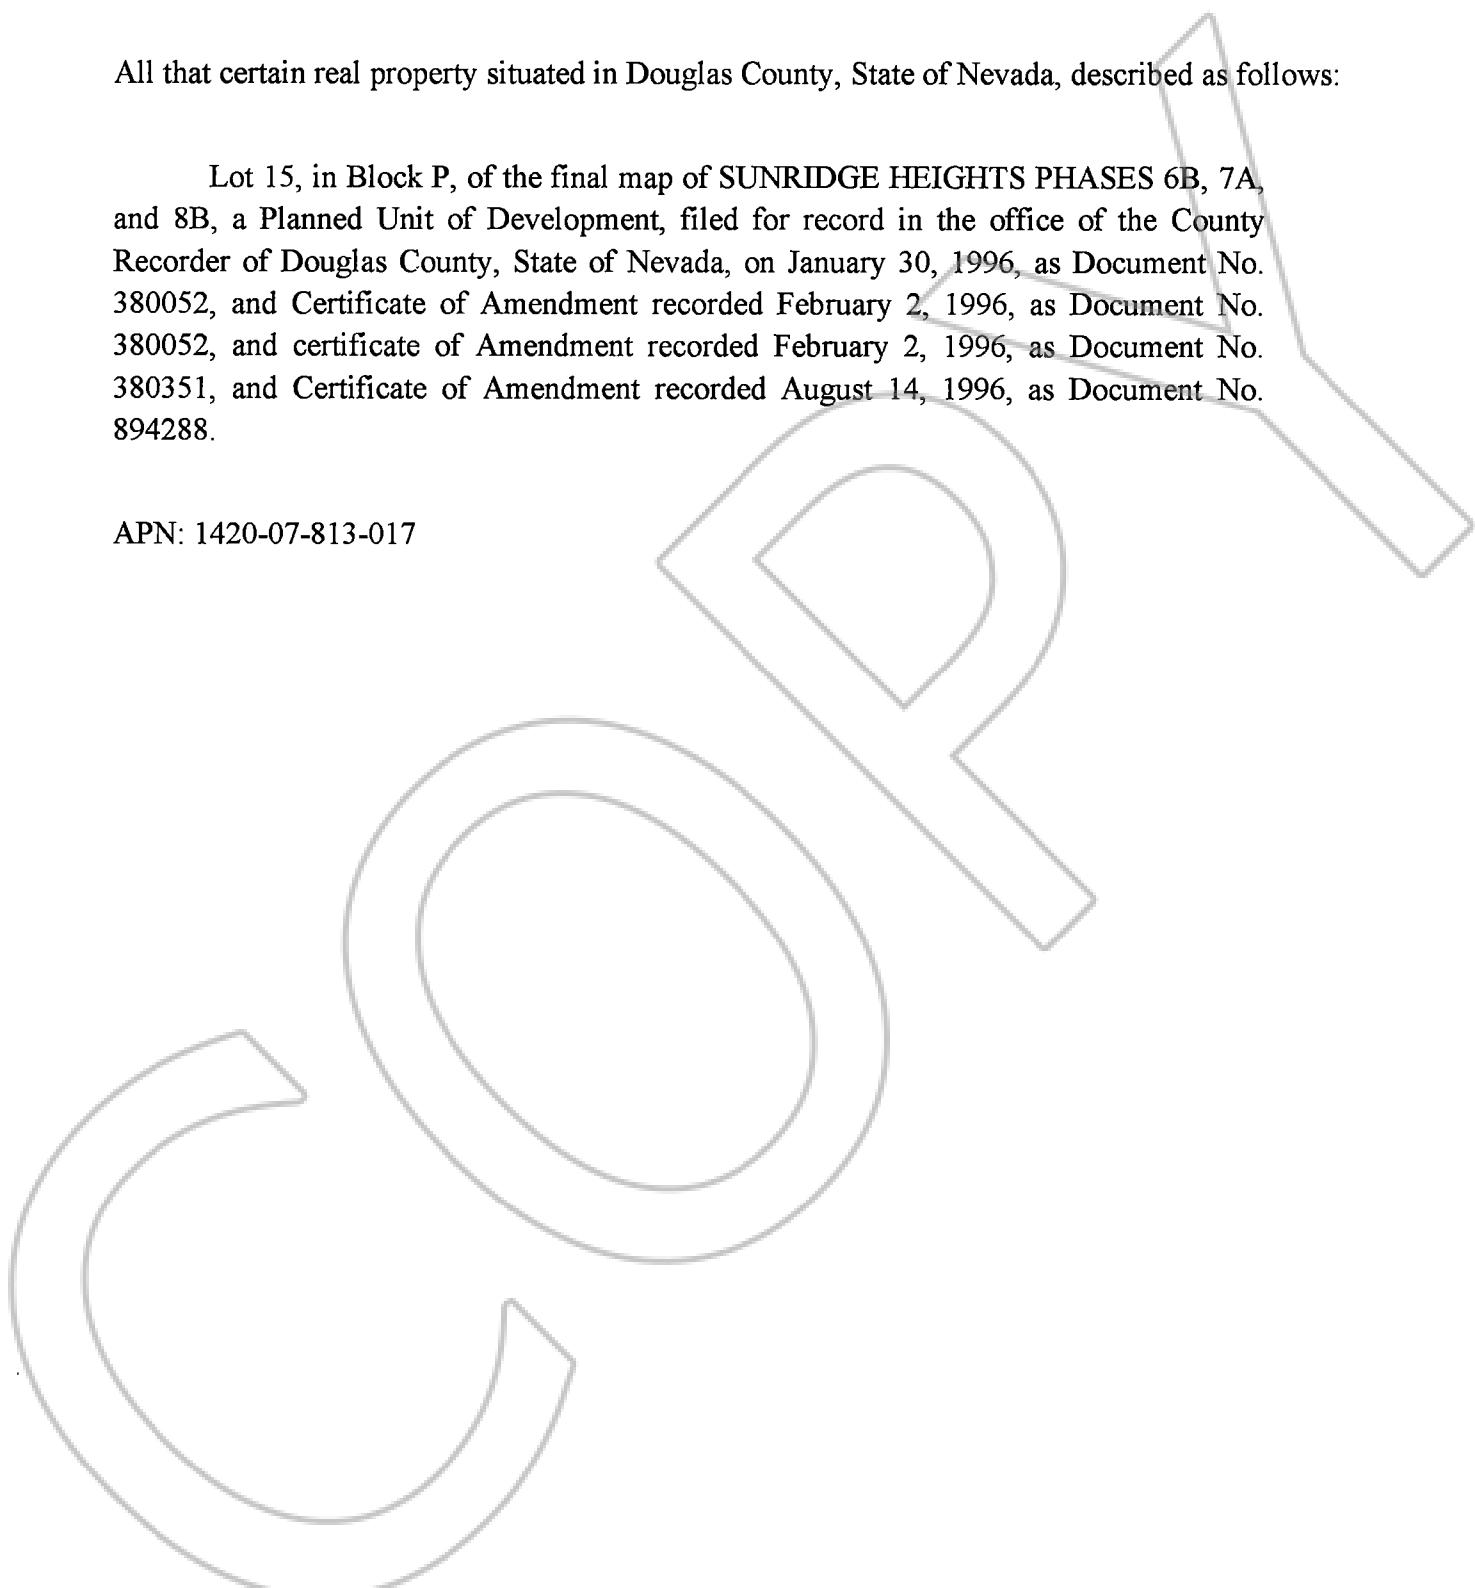 All that certain real property situated in Douglas County, State of Nevada, described as follows:
Lot 15, in Block P, of the final map of SUNRIDGE HEIGHTS PHASES 6B, 7A,
and 8B, a Planned Unit of Development, filed for record in the office of the County
Recorder of Douglas County, State of Nevada, on January 30, 1996, as Document No.
380052, and Certificate of Amendment recorded February 2, 1996, as Document No.
380052, and certificate of Amendment recorded February 2, 1996, as Document No.
380351, and Certificate of Amendment recorded August 14, 1996, as Document No.
894288.
APN: 1420-07-813-017
COPY